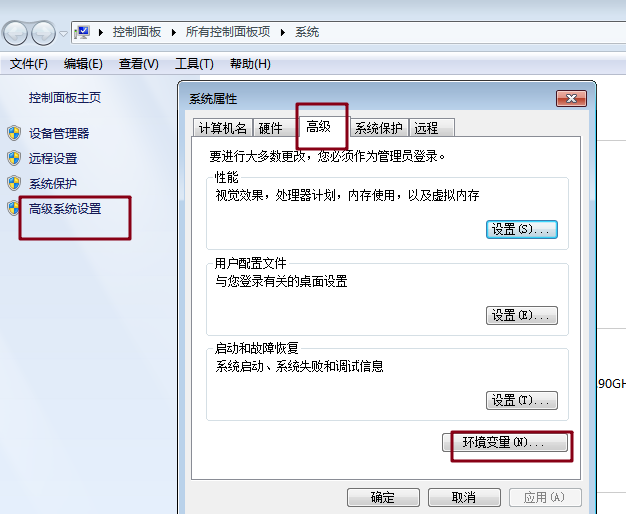 控制面板 所有控制面板项 系统
文件(F) 编辑(E) 查看(V) 工具(T) 帮助(H)
控制面板主页
设备管理器
远程设置
系统保护
高级系统设置
系统属性
计算机名 硬件 高级 系统保护 远程
要进行大多数更改，您必须作为管理员登录。
性能
视觉效果，处理器计划，内存使用，以及虚拟内存
设置(S)...
用户配置文件
与您登录有关的桌面设置
设置(E)...
启动和故障恢复
系统启动、系统失败和调试信息
设置(T)...
环境变量(N)...
确定 取消 应用(A)
90GH